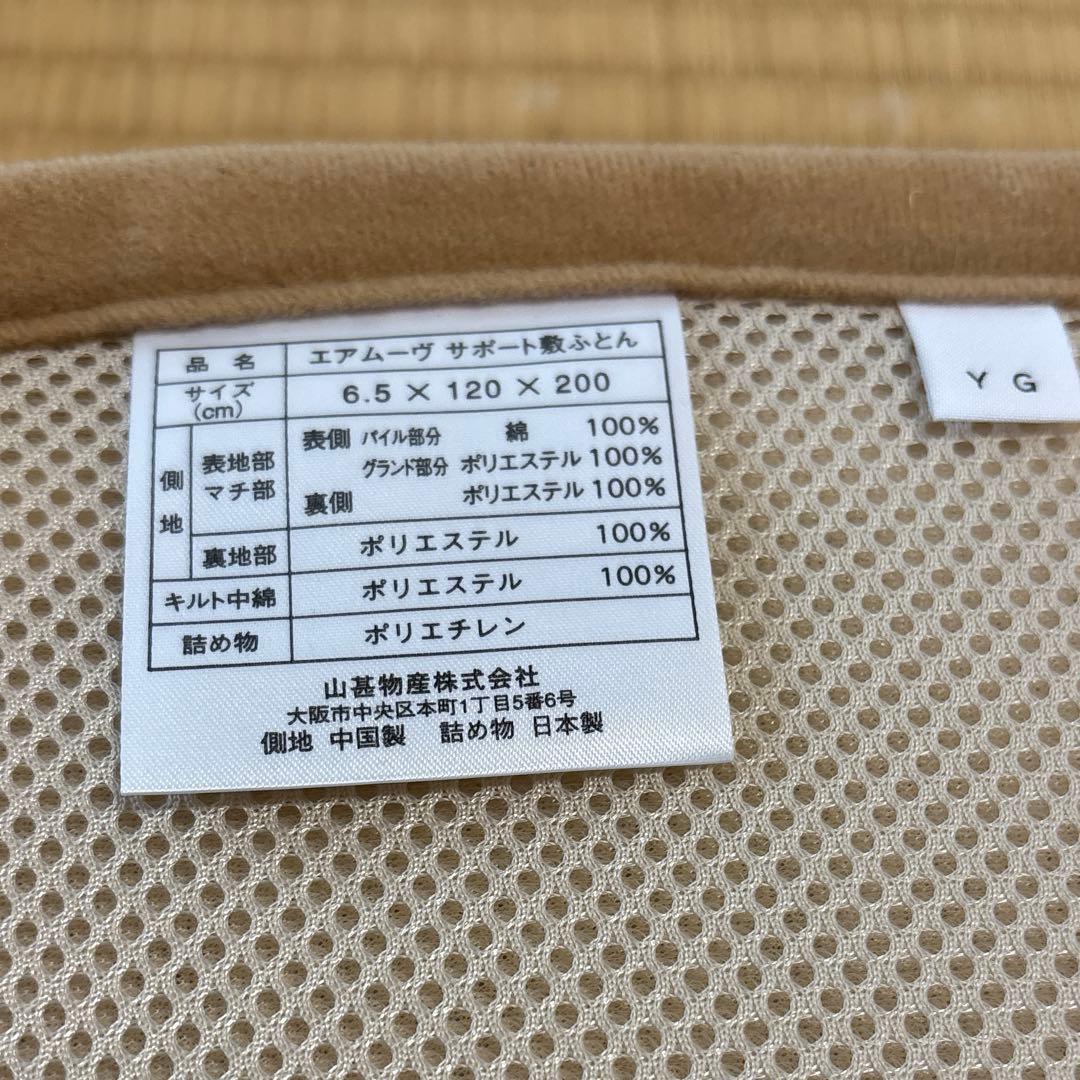 品名 エアムーヴ サポート敷ふとん
サイズ(cm) 6.5 × 120 × 200
側地 表地部 マチ部 表側 パイル部分 綿 100%
グランド部分 ポリエステル 100%
裏側 ポリエステル 100%
裏地部 ポリエステル 100%
キルト中綿 ポリエステル 100%
詰め物 ポリエチレン
山甚物産株式会社
大阪市中央区本町1丁目5番6号
側地 中国製 詰め物 日本製
Y G